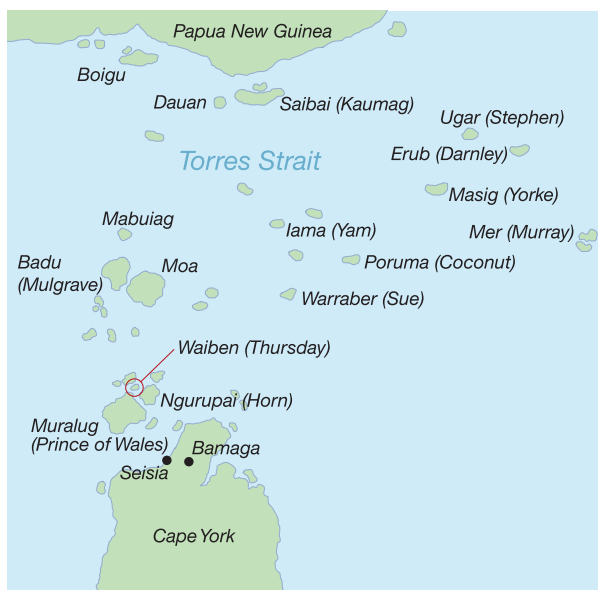 Papua New Guinea
Boigu
Dauan
Saibai (Kaumag)
Ugar (Stephen)
Torres Strait
Erub (Darnley)
Masig (Yorke)
Mabuiag
Iama (Yam)
Mer (Murray)
Badu
(Mulgrave)
Moa
Poruma (Coconut)
Warraber (Sue)
Waiben (Thursday)
Ngurupai (Horn)
Muralug
(Prince of Wales)
Bamaga
Seisia
Cape York